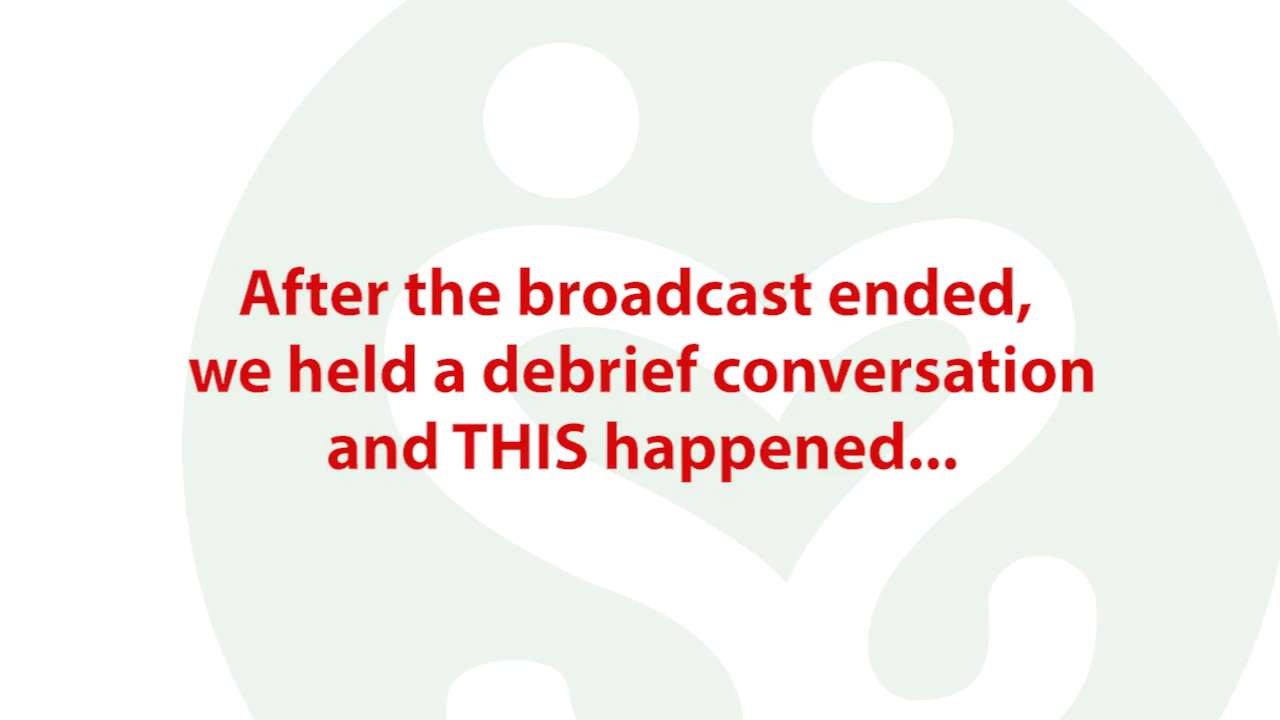 After the broadcast ended,
we held a debrief conversation
and THIS happened...